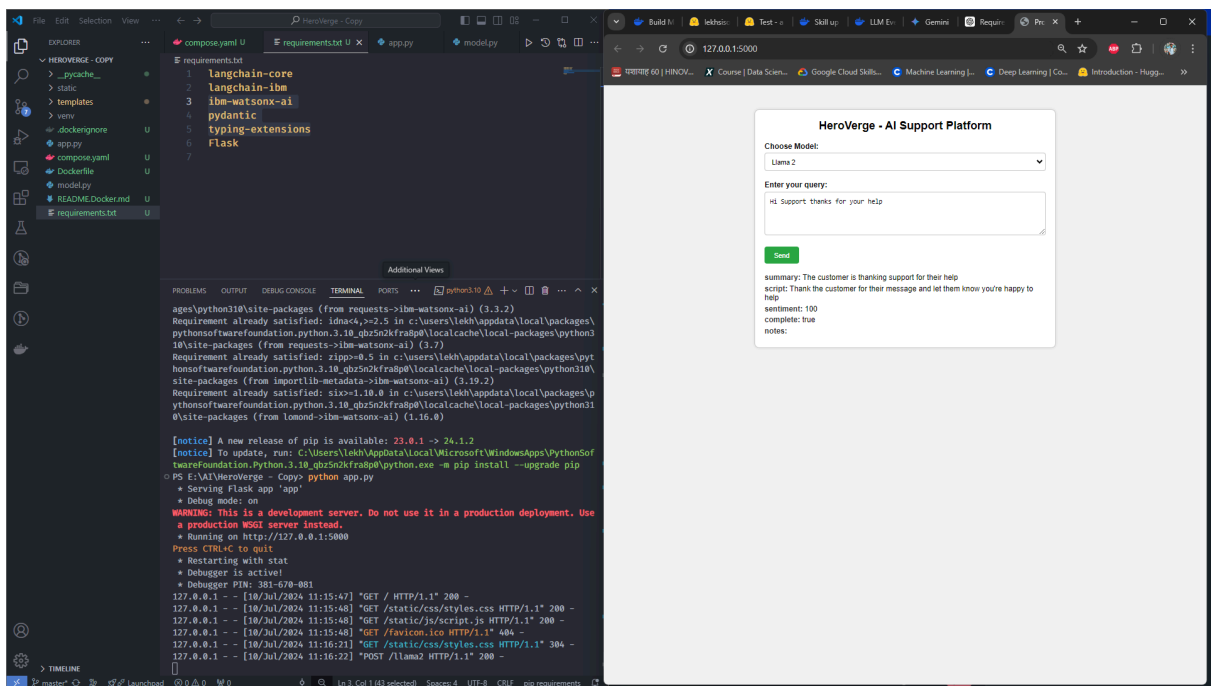 File Edit Selection View ...
HeroVerge - Copy
EXPLORER ...
HEROVERGE - COPY
__pycache__
static
templates
venv
.dockerignore U
app.py
compose.yaml U
Dockerfile U
model.py
README.Docker.md U
requirements.txt U
TIMELINE
compose.yaml U requirements.txt U app.py model.py
requirements.txt
1 langchain-core
2 langchain-ibm
3 ibm-watsonx-ai
4 pydantic
5 typing-extensions
6 Flask
7
Additional Views
PROBLEMS OUTPUT DEBUG CONSOLE TERMINAL PORTS ... python3.10
ages\python310\site-packages (from requests->ibm-watsonx-ai) (3.3.2)
Requirement already satisfied: idna<4,>=2.5 in c:\users\lekh\appdata\local\packages\
pythonsoftwarefoundation.python.3.10_qbz5n2kfra8p0\localcache\local-packages\python3
10\site-packages (from requests->ibm-watsonx-ai) (3.7)
Requirement already satisfied: zipp>=0.5 in c:\users\lekh\appdata\local\packages\pyt
honsoftwarefoundation.python.3.10_qbz5n2kfra8p0\localcache\local-packages\python310\
site-packages (from importlib-metadata->ibm-watsonx-ai) (3.19.2)
Requirement already satisfied: six>=1.10.0 in c:\users\lekh\appdata\local\packages\p
ythonsoftwarefoundation.python.3.10_qbz5n2kfra8p0\localcache\local-packages\python31
0\site-packages (from lomond->ibm-watsonx-ai) (1.16.0)
[notice] A new release of pip is available: 23.0.1 -> 24.1.2
[notice] To update, run: C:\Users\lekh\AppData\Local\Microsoft\WindowsApps\PythonSof
twareFoundation.Python.3.10_qbz5n2kfra8p0\python.exe -m pip install --upgrade pip
PS E:\AI\HeroVerge - Copy> python app.py
* Serving Flask app 'app'
* Debug mode: on
WARNING: This is a development server. Do not use it in a production deployment. Use
a production WSGI server instead.
* Running on http://127.0.0.1:5000
Press CTRL+C to quit
* Restarting with stat
* Debugger is active!
* Debugger PIN: 381-670-081
127.0.0.1 - - [10/Jul/2024 11:15:47] "GET / HTTP/1.1" 200 -
127.0.0.1 - - [10/Jul/2024 11:15:48] "GET /static/css/styles.css HTTP/1.1" 200 -
127.0.0.1 - - [10/Jul/2024 11:15:48] "GET /static/js/script.js HTTP/1.1" 200 -
127.0.0.1 - - [10/Jul/2024 11:15:48] "GET /favicon.ico HTTP/1.1" 404 -
127.0.0.1 - - [10/Jul/2024 11:16:21] "GET /static/css/styles.css HTTP/1.1" 304 -
127.0.0.1 - - [10/Jul/2024 11:16:22] "POST /llama2 HTTP/1.1" 200 -
master* Launchpad 0 0 0 Ln 3, Col 1 (43 selected) Spaces: 4 UTF-8 CRLF pip requirements
Build M lekhsis Test - a Skill up LLM Ev Gemini Require Pro
127.0.0.1:5000
60 | HINOV... Course | Data Scien... Google Cloud Skills... Machine Learning |... Deep Learning | Co... Introduction - Hugg...
HeroVerge - AI Support Platform
Choose Model:
Llama 2
Enter your query:
Hi Support thanks for your help
Send
summary: The customer is thanking support for their help
script: Thank the customer for their message and let them know you're happy to
help
sentiment: 100
complete: true
notes: